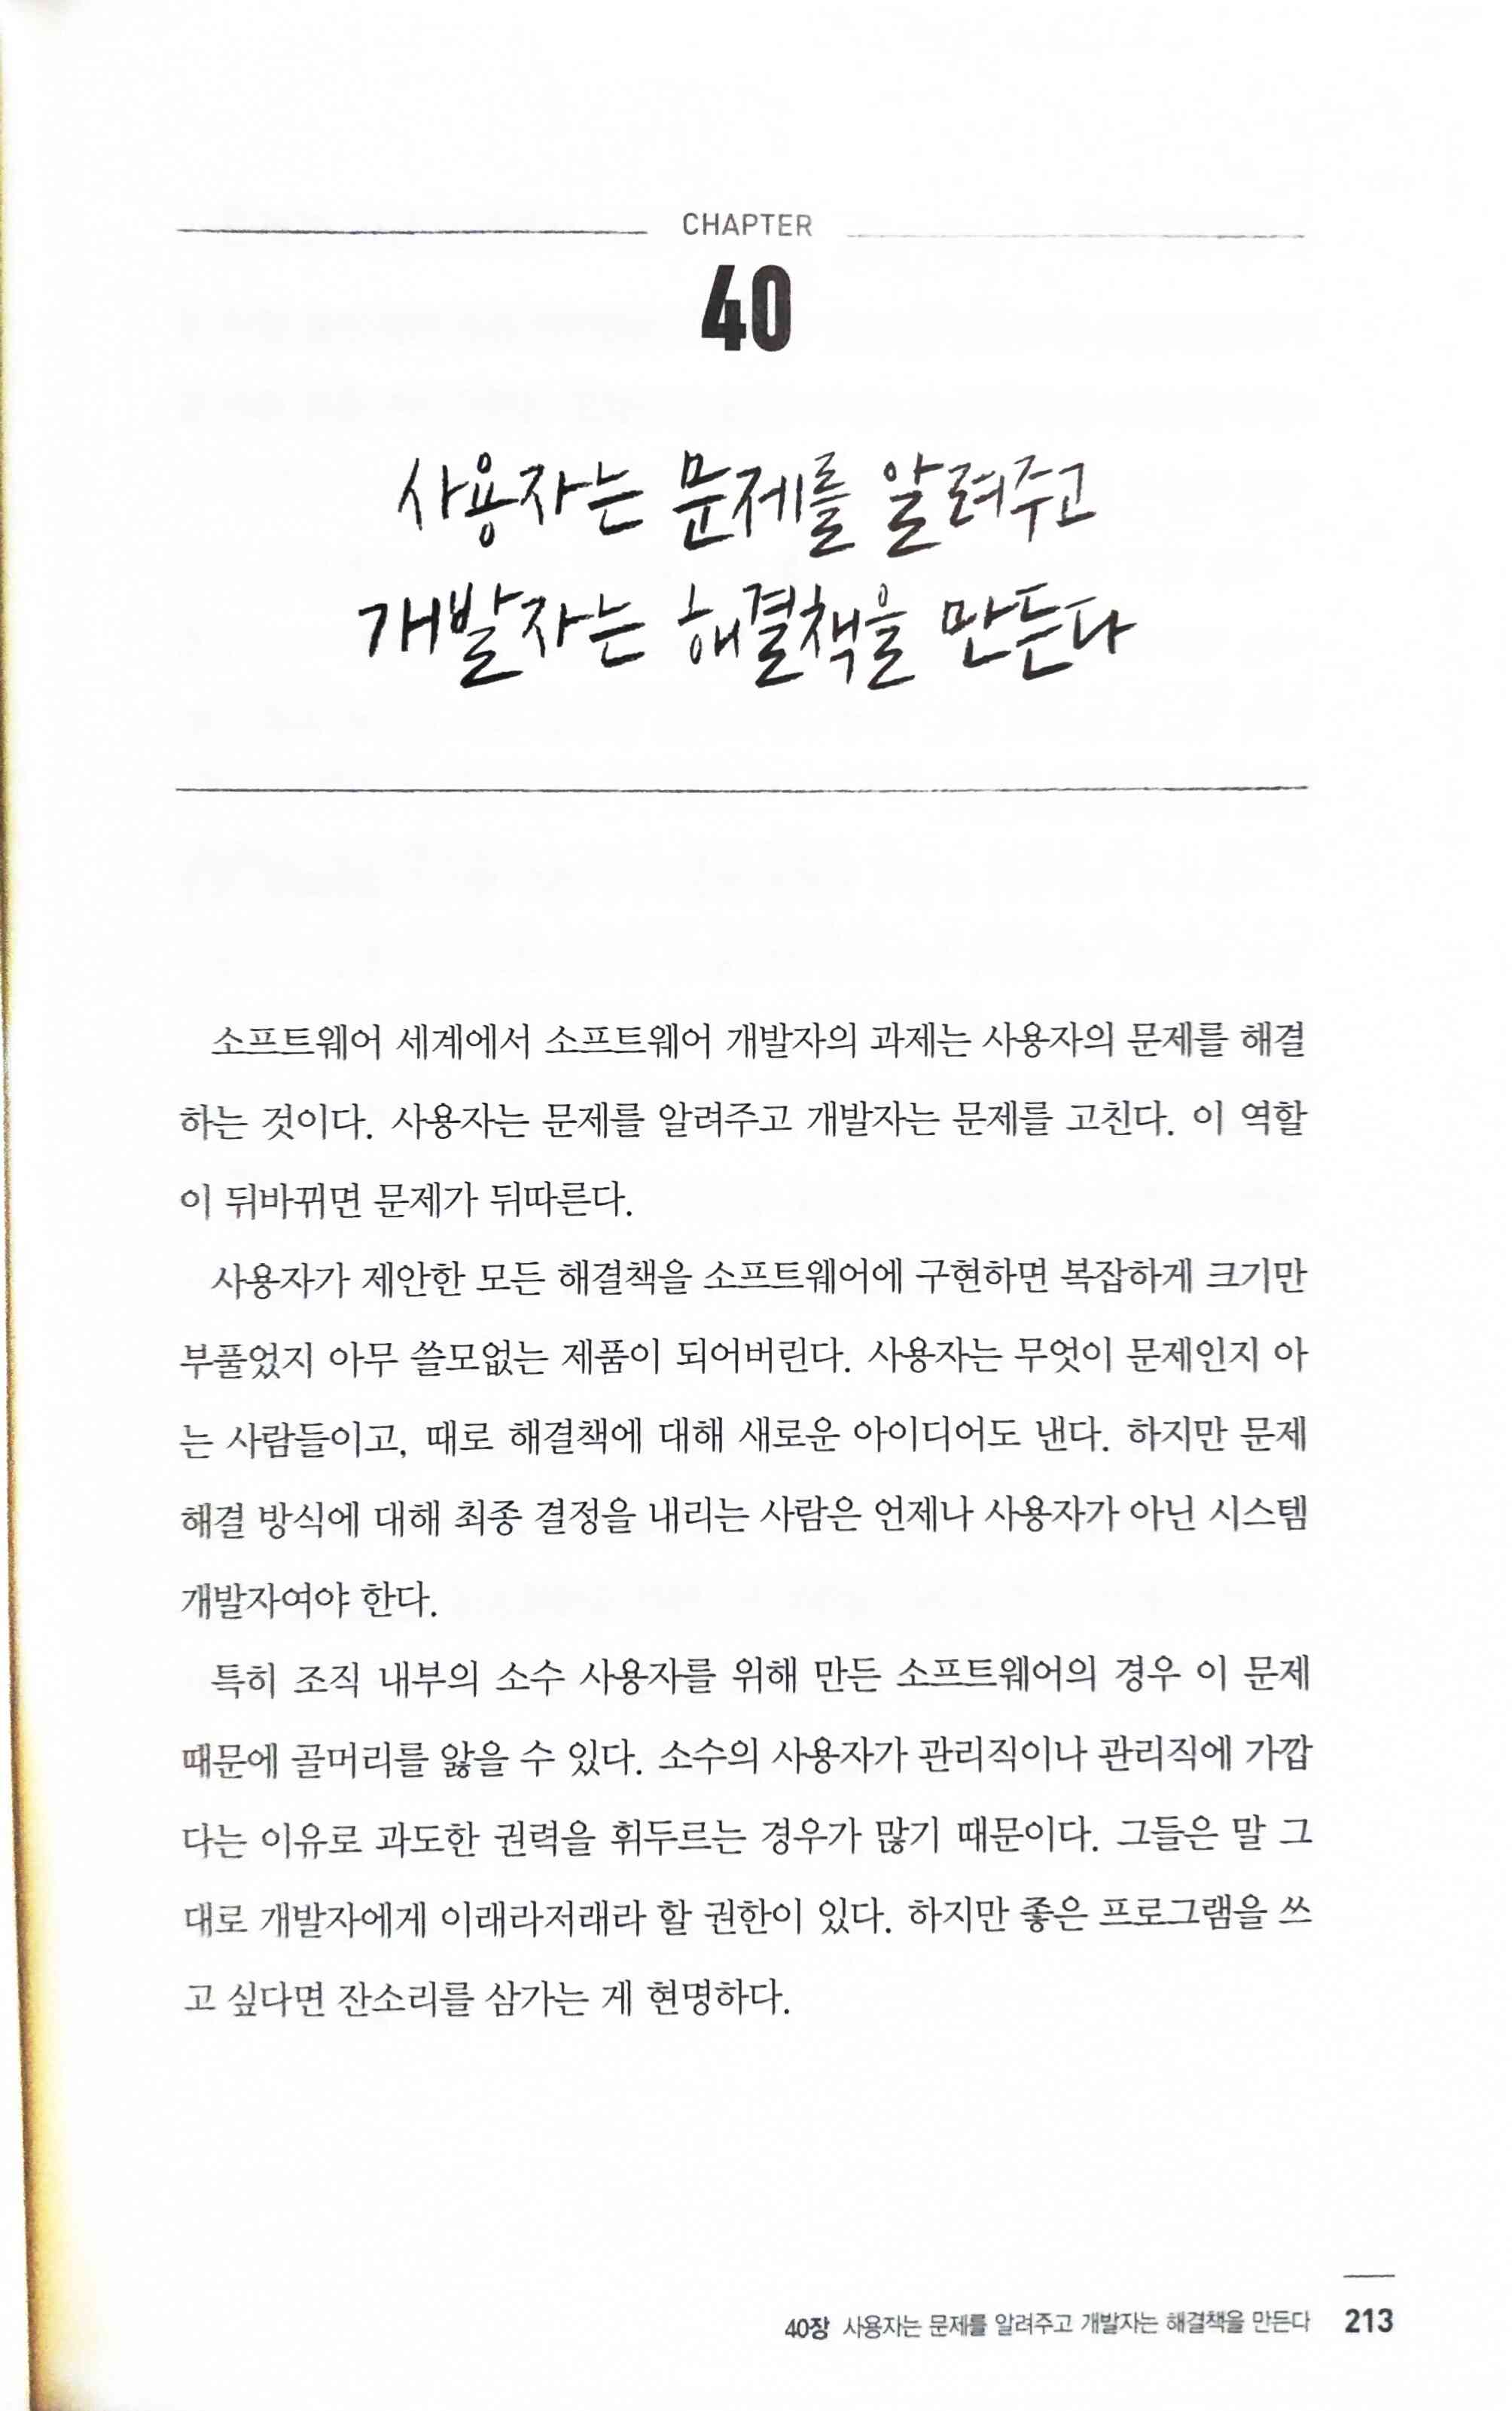 CHAPTER
40
사용자는 문제를 알려주고
개발자는 해결책을 만든다
소프트웨어 세계에서 소프트웨어 개발자의 과제는 사용자의 문제를 해결
하는 것이다. 사용자는 문제를 알려주고 개발자는 문제를 고친다. 이 역할
이 뒤바뀌면 문제가 뒤따른다.
사용자가 제안한 모든 해결책을 소프트웨어에 구현하면 복잡하게 크기만
부풀었지 아무 쓸모없는 제품이 되어버린다. 사용자는 무엇이 문제인지 아
는 사람들이고, 때로 해결책에 대해 새로운 아이디어도 낸다. 하지만 문제
해결 방식에 대해 최종 결정을 내리는 사람은 언제나 사용자가 아닌 시스템
개발자여야 한다.
특히 조직 내부의 소수 사용자를 위해 만든 소프트웨어의 경우 이 문제
때문에 골머리를 앓을 수 있다. 소수의 사용자가 관리직이나 관리직에 가깝
다는 이유로 과도한 권력을 휘두르는 경우가 많기 때문이다. 그들은 말 그
대로 개발자에게 이래라저래라 할 권한이 있다. 하지만 좋은 프로그램을 쓰
고 싶다면 잔소리를 삼가는 게 현명하다.
40장 사용자는 문제를 알려주고 개발자는 해결책을 만든다 213